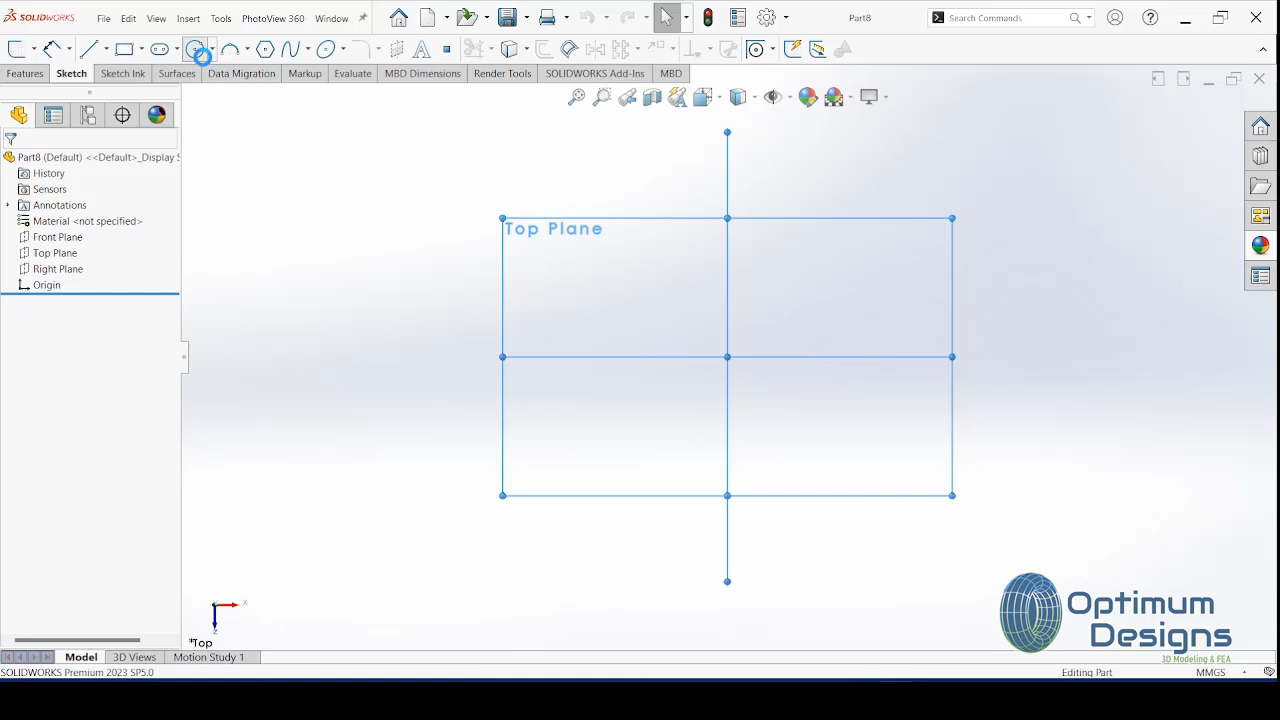 SOLIDWORKS File Edit View Insert Tools PhotoView 360 Window Part8 Search Commands
Features Sketch Sketch Ink Surfaces Data Migration Markup Evaluate MBD Dimensions Render Tools SOLIDWORKS Add-Ins MBD
Part8 (Default) <<Default>_Display S
History
Sensors
Annotations
Material <not specified>
Front Plane
Top Plane
Right Plane
Origin
Top Plane
X
Z
*Top
Optimum
Designs
3D Modeling & FEA
Model 3D Views Motion Study 1
SOLIDWORKS Premium 2023 SP5.0 Editing Part MMGS